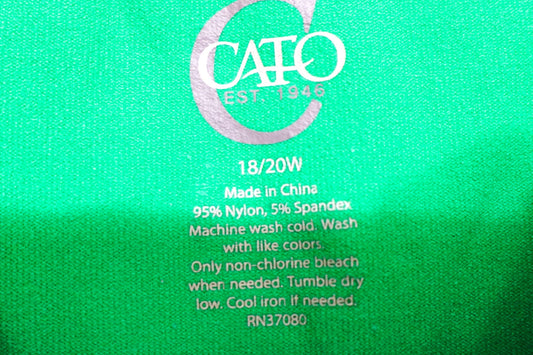 CATO
EST. 1946
18/20W
Made in China
95% Nylon, 5% Spandex
Machine wash cold. Wash
with like colors.
Only non-chlorine bleach
when needed. Tumble dry
low. Cool iron if needed.
RN37080